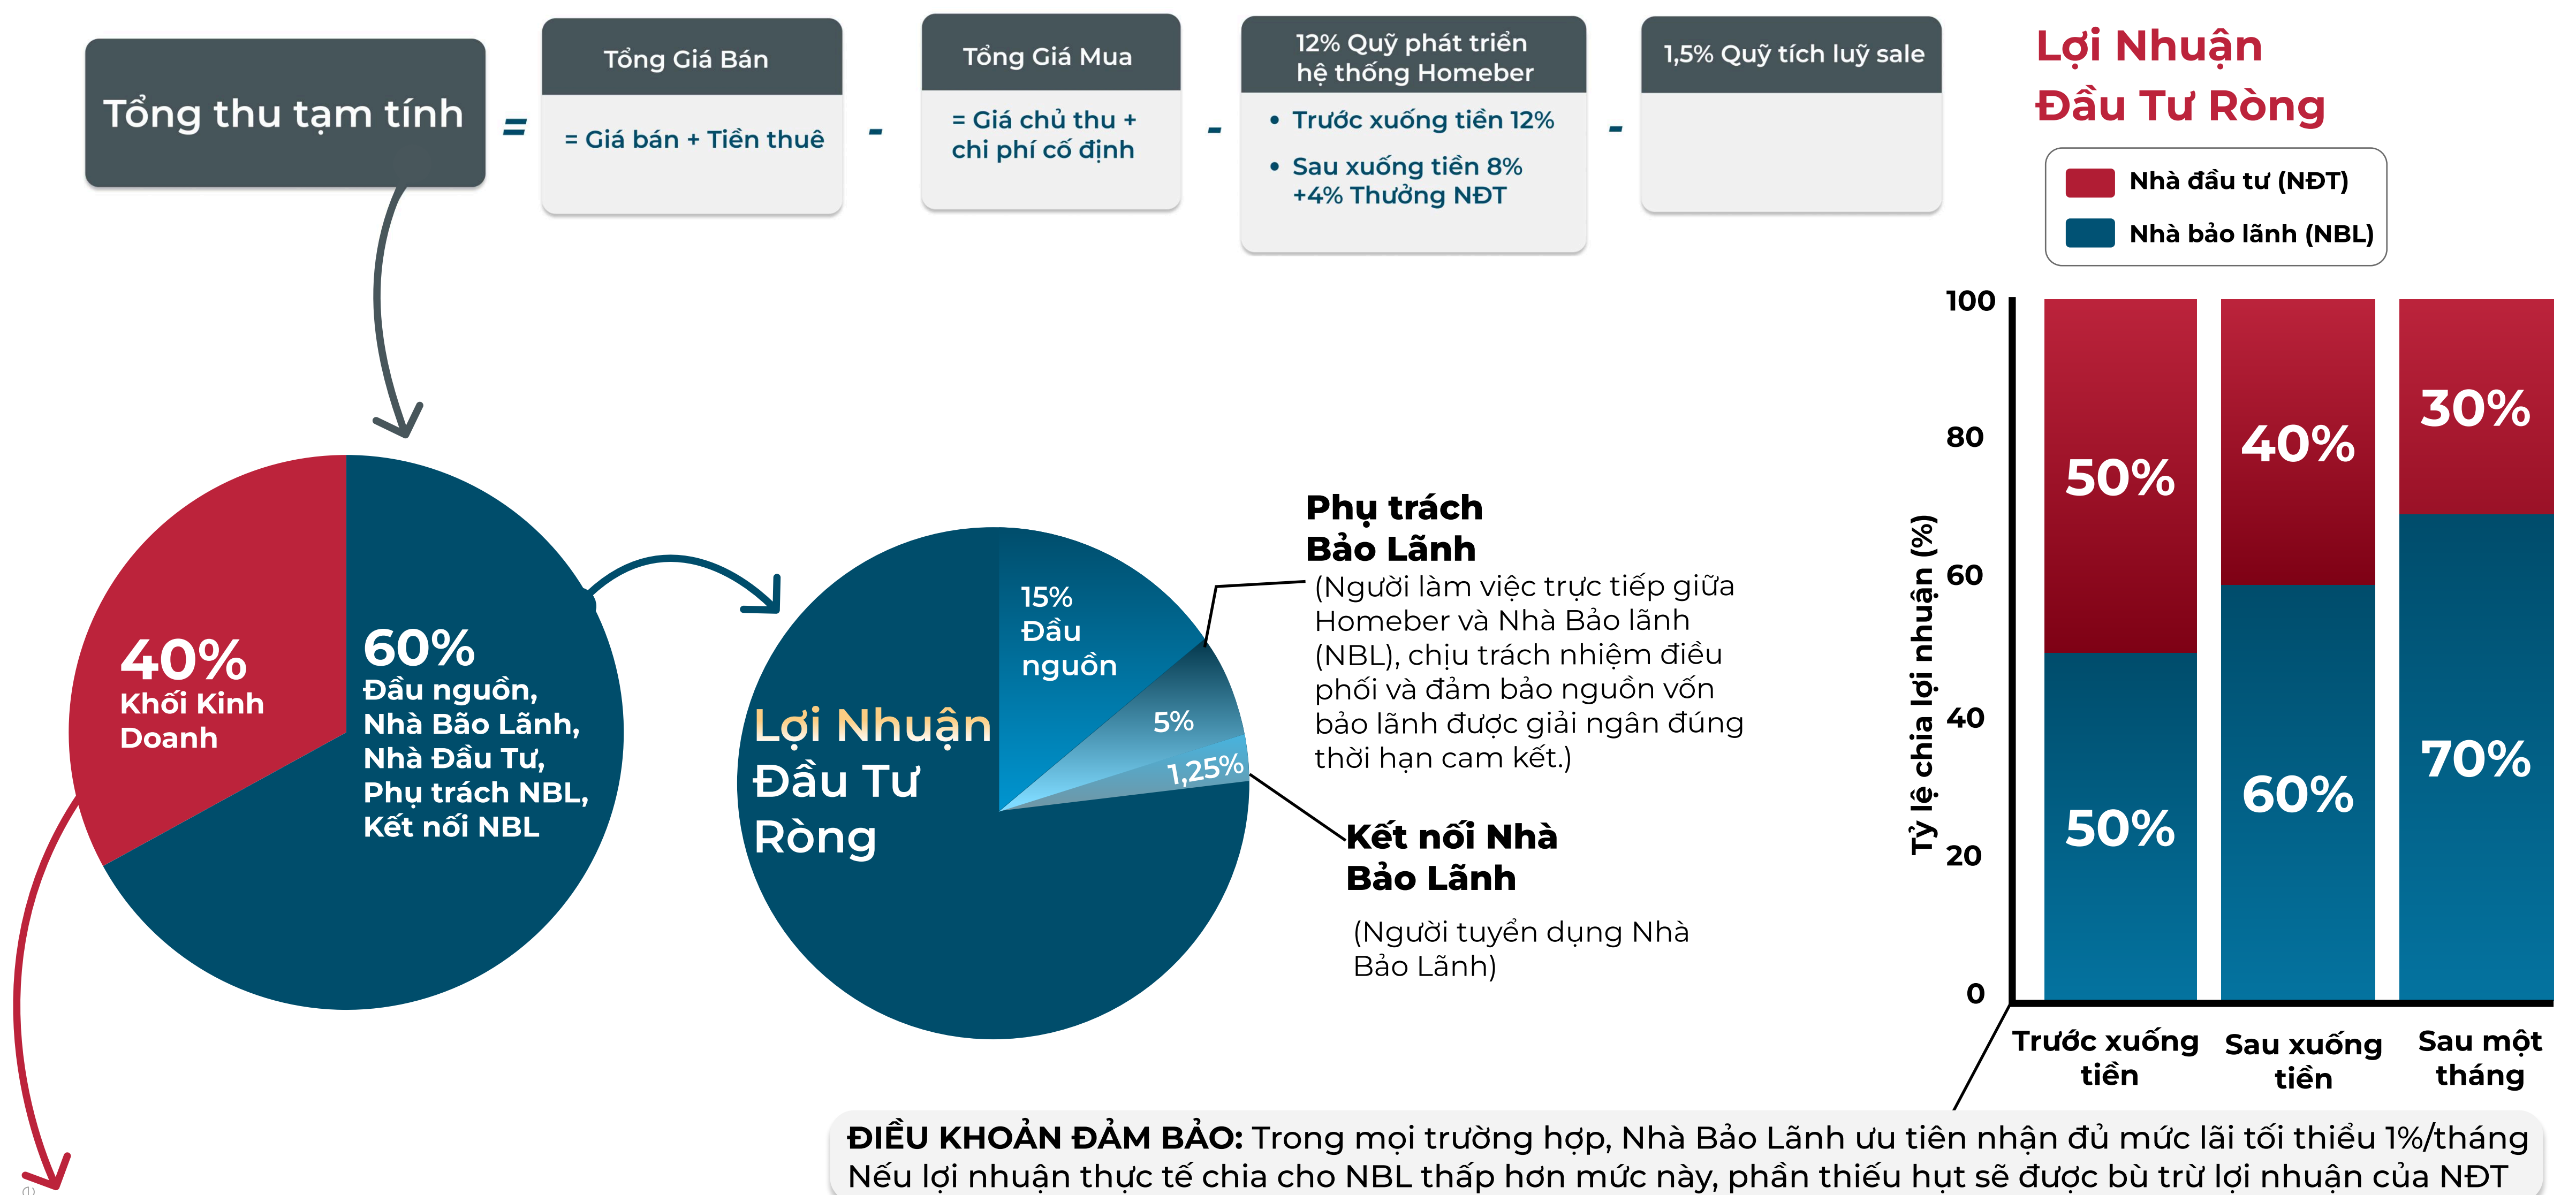 Tổng thu tạm tính
=
Tổng Giá Bán
= Giá bán + Tiền thuê
-
Tổng Giá Mua
= Giá chủ thu +
chi phí cố định
-
12% Quỹ phát triển
hệ thống Homeber
• Trước xuống tiền 12%
• Sau xuống tiền 8%
+4% Thưởng NĐT
-
1,5% Quỹ tích luỹ sale
Lợi Nhuận
Đầu Tư Ròng
Nhà đầu tư (NĐT)
Nhà bảo lãnh (NBL)
40%
Khối Kinh
Doanh
60%
Đầu nguồn,
Nhà Bão Lãnh,
Nhà Đầu Tư,
Phụ trách NBL,
Kết nối NBL
Lợi Nhuận
Đầu Tư
Ròng
15%
Đầu
nguồn
5%
1,25%
Phụ trách
Bảo Lãnh
(Người làm việc trực tiếp giữa
Homeber và Nhà Bảo lãnh
(NBL), chịu trách nhiệm điều
phối và đảm bảo nguồn vốn
bảo lãnh được giải ngân đúng
thời hạn cam kết.)
Kết nối Nhà
Bảo Lãnh
(Người tuyển dụng Nhà
Bảo Lãnh)
Tỷ lệ chia lợi nhuận (%)
100
80
60
40
20
0
50%
50%
40%
60%
30%
70%
Trước xuống
tiền
Sau xuống
tiền
Sau một
tháng
ĐIỀU KHOẢN ĐẢM BẢO: Trong mọi trường hợp, Nhà Bảo Lãnh ưu tiên nhận đủ mức lãi tối thiểu 1%/tháng
Nếu lợi nhuận thực tế chia cho NBL thấp hơn mức này, phần thiếu hụt sẽ được bù trừ lợi nhuận của NĐT